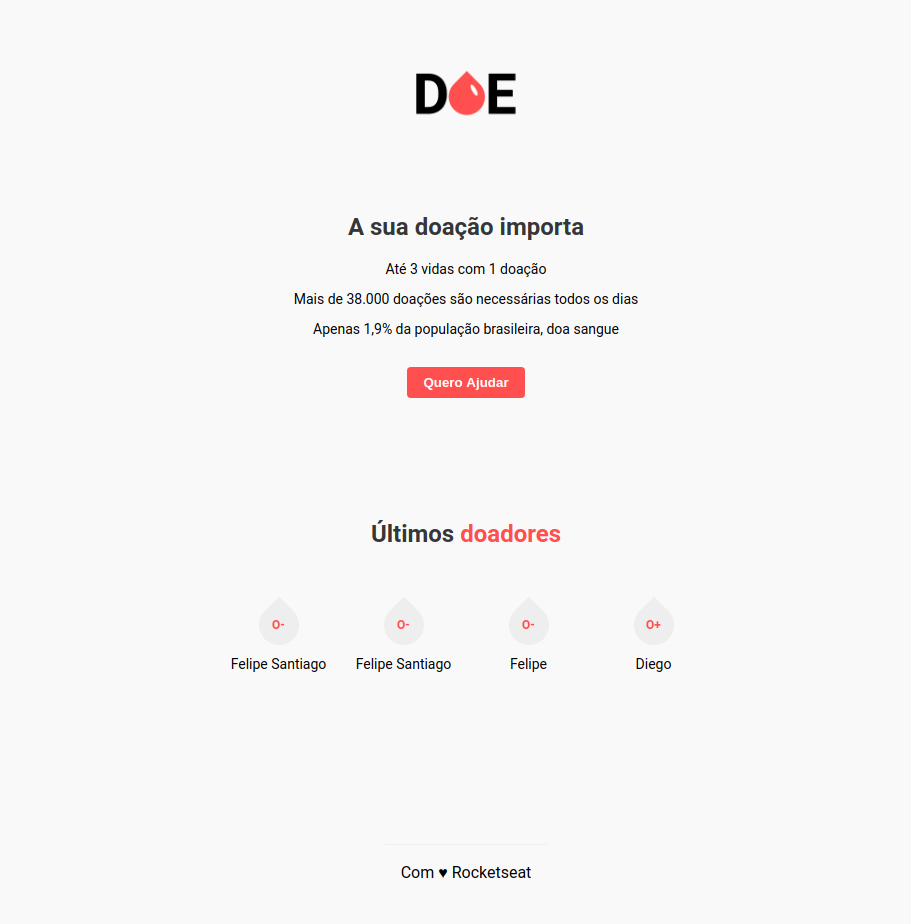 DOE
A sua doação importa
Até 3 vidas com 1 doação
Mais de 38.000 doações são necessárias todos os dias
Apenas 1,9% da população brasileira, doa sangue
Quero Ajudar
Últimos doadores
O- O- O- O+
Felipe Santiago Felipe Santiago Felipe Diego
Com ♥ Rocketseat